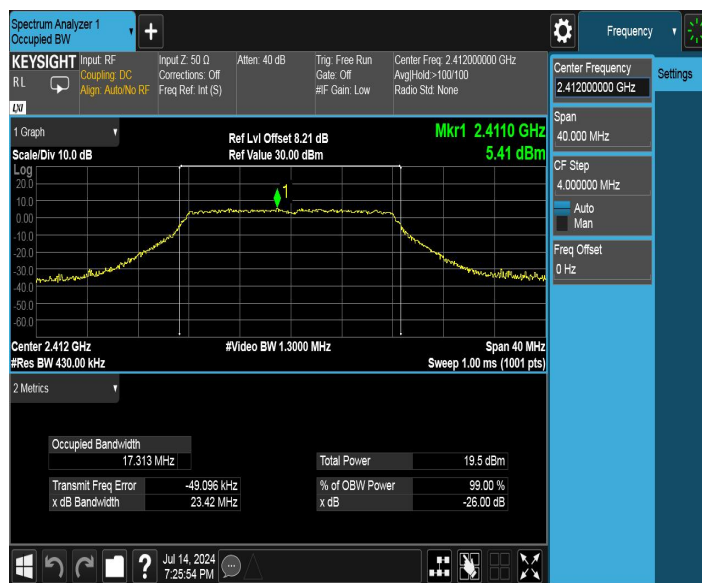 Spectrum Analyzer 1
Occupied BW
+
Frequency
KEYSIGHT
R L
LXI
Input: RF
Coupling: DC
Align: Auto/No RF
Input Z: 50 Ω
Corrections: Off
Freq Ref: Int (S)
Atten: 40 dB
Trig: Free Run
Gate: Off
#IF Gain: Low
Center Freq: 2.412000000 GHz
Avg|Hold:>100/100
Radio Std: None
Center Frequency
2.412000000 GHz
Settings
Span
40.000 MHz
CF Step
4.000000 MHz
Auto
Man
Freq Offset
0 Hz
1 Graph
Scale/Div 10.0 dB
Ref Lvl Offset 8.21 dB
Ref Value 30.00 dBm
Mkr1 2.4110 GHz
5.41 dBm
Log
20.0
10.0
0.00
-10.0
-20.0
-30.0
-40.0
-50.0
-60.0
1
Center 2.412 GHz
#Res BW 430.00 kHz
#Video BW 1.3000 MHz
Span 40 MHz
Sweep 1.00 ms (1001 pts)
2 Metrics
Occupied Bandwidth
17.313 MHz
Total Power 19.5 dBm
Transmit Freq Error -49.096 kHz
% of OBW Power 99.00 %
x dB Bandwidth 23.42 MHz
x dB -26.00 dB
?
Jul 14, 2024
7:25:54 PM